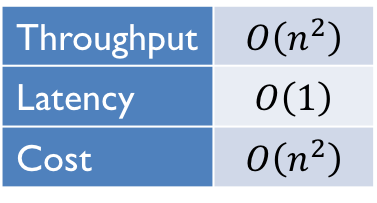 Throughput O(n²)
Latency O(1)
Cost O(n²)